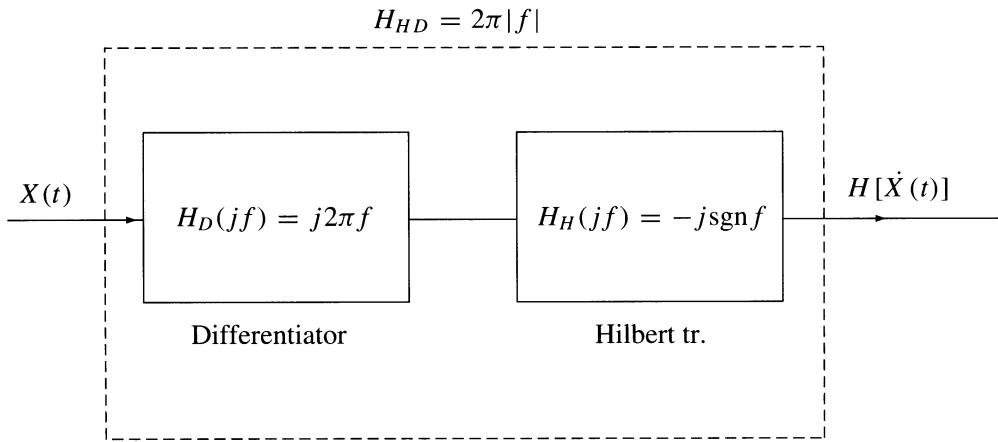 H_{HD} = 2π|f|
X(t)
H_D(jf) = j2πf
H_H(jf) = −jsgn f
H[Ẋ(t)]
Differentiator
Hilbert tr.